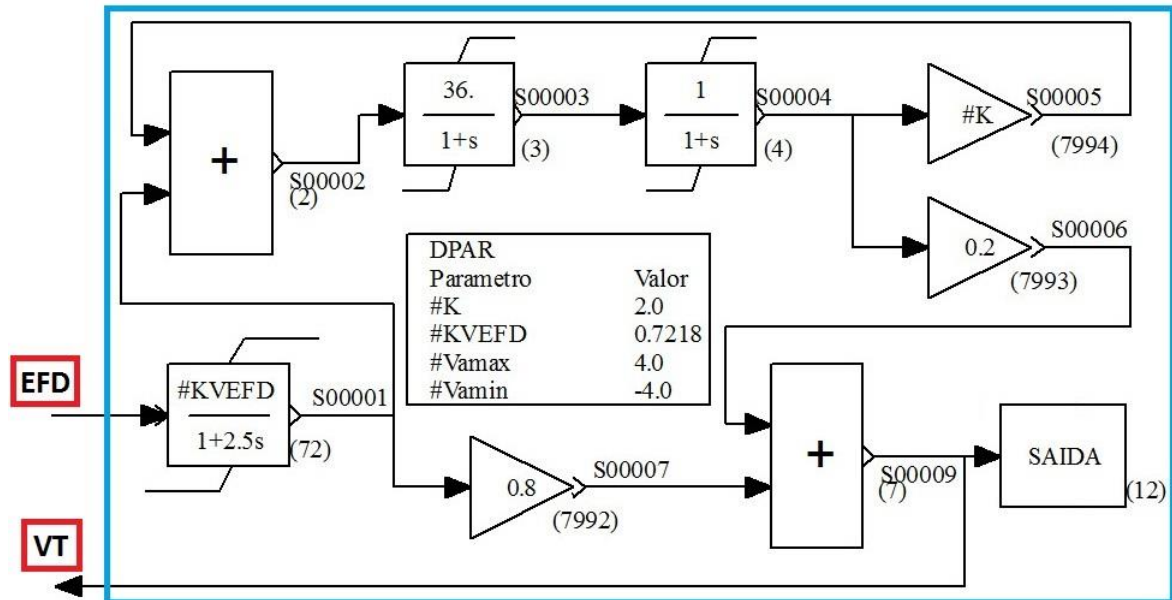 36.
1+s
S00003
(3)
1
1+s
S00004
(4)
#K
S00005
(7994)
+
S00002
(2)
0.2
S00006
(7993)
DPAR
Parametro Valor
#K 2.0
#KVEFD 0.7218
#Vamax 4.0
#Vamin -4.0
EFD
#KVEFD
1+2.5s
S00001
(72)
0.8
S00007
(7992)
+
S00009
(7)
SAIDA
(12)
VT